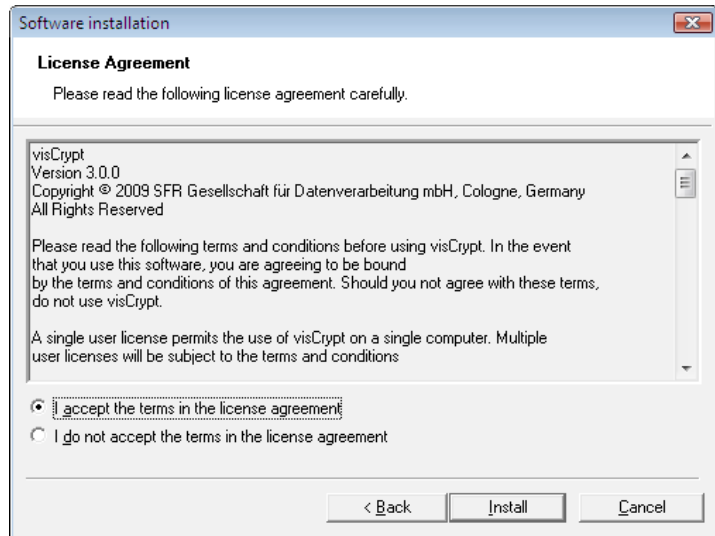 Software installation
License Agreement
Please read the following license agreement carefully.
visCrypt
Version 3.0.0
Copyright © 2009 SFR Gesellschaft für Datenverarbeitung mbH, Cologne, Germany
All Rights Reserved
Please read the following terms and conditions before using visCrypt. In the event
that you use this software, you are agreeing to be bound
by the terms and conditions of this agreement. Should you not agree with these terms,
do not use visCrypt.
A single user license permits the use of visCrypt on a single computer. Multiple
user licenses will be subject to the terms and conditions
I accept the terms in the license agreement
I do not accept the terms in the license agreement
< Back Install Cancel